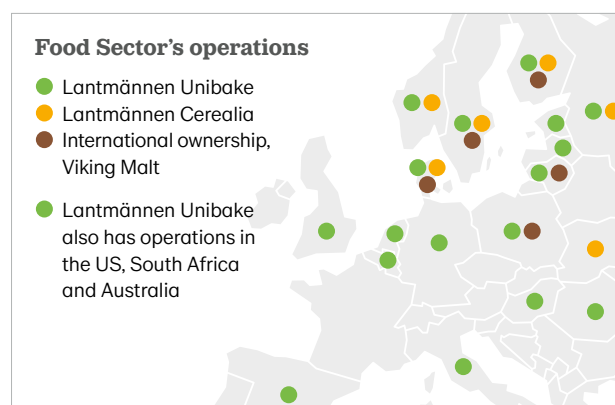 Food Sector's operations
Lantmännen Unibake
Lantmännen Cerealia
International ownership,
Viking Malt
Lantmännen Unibake
also has operations in
the US, South Africa
and Australia